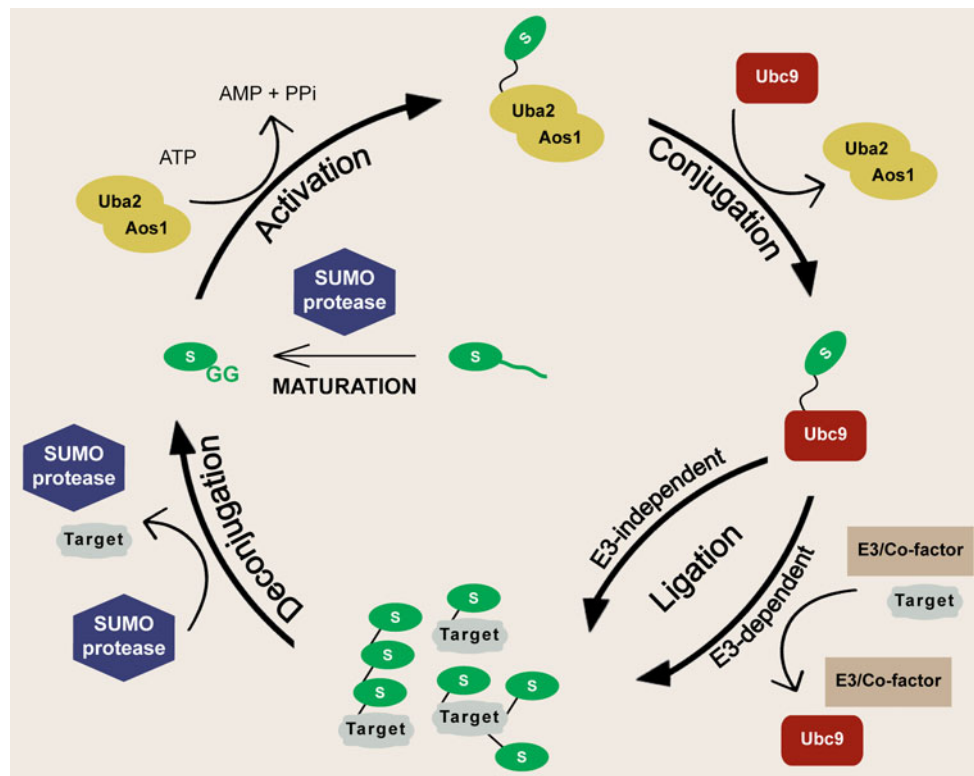 S
AMP + PPi
Uba2
Aos1
Ubc9
ATP
Activation
Conjugation
Uba2
Aos1
Uba2
Aos1
SUMO
protease
S
GG
MATURATION
S
S
Ubc9
SUMO
protease
Target
SUMO
protease
Deconjugation
E3-independent
Ligation
E3-dependent
E3/Co-factor
Target
E3/Co-factor
Ubc9
S
S
S
Target
S
Target
S
S
Target
S